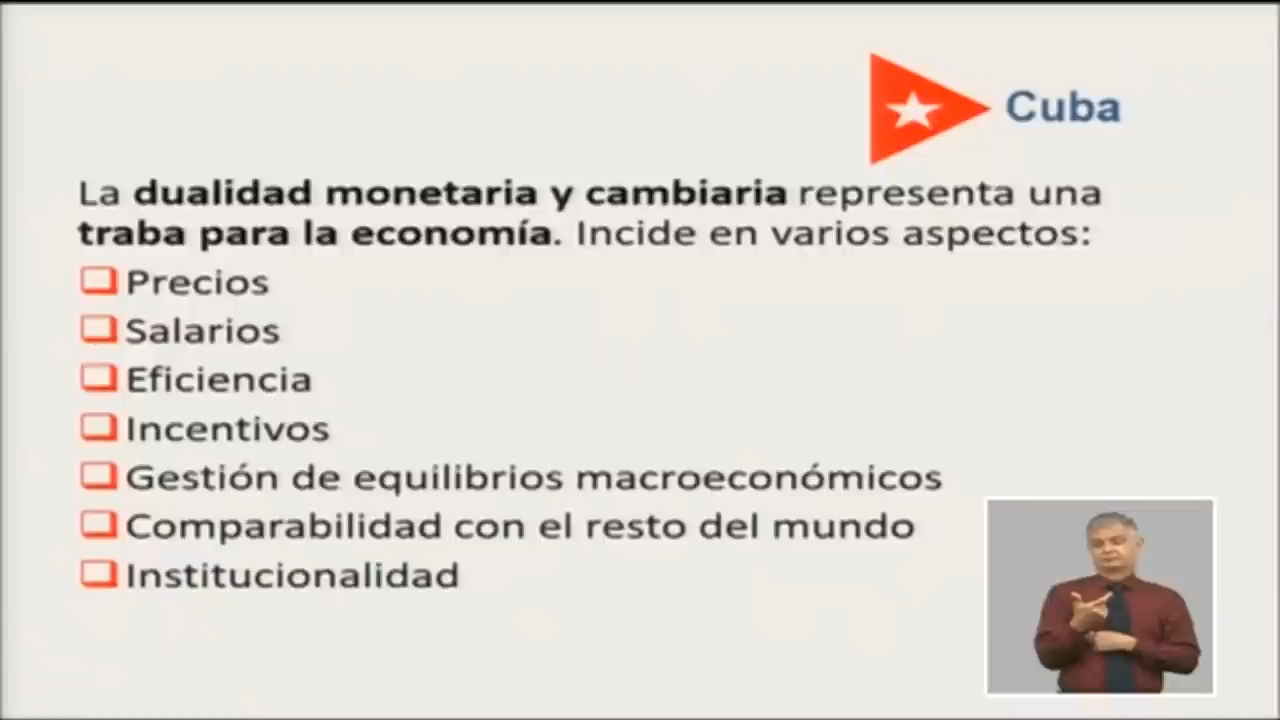 Cuba
La dualidad monetaria y cambiaria representa una
traba para la economía. Incide en varios aspectos:
Precios
Salarios
Eficiencia
Incentivos
Gestión de equilibrios macroeconómicos
Comparabilidad con el resto del mundo
Institucionalidad